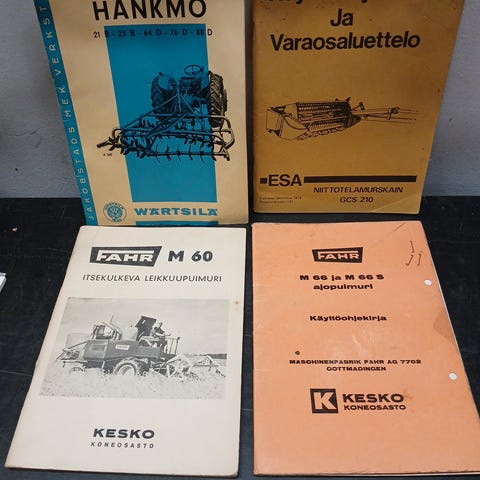 HANKMO
21 B - 25 B - 64 D - 76 D - 88 D
JAKOBSTADS MEK. VERKST
WÄRTSILÄ
Ja
Varaosaluettelo
ESA
NIITTOTELAMURSKAIN
GCS 210
FAHR M 60
ITSEKULKEVA LEIKKUUPUIMURI
KESKO
KONEOSASTO
FAHR
M 66 ja M 66 S
ajopuimuri
Käyttöohjekirja
MASCHINENFABRIK FAHR AG 7702
GOTTMADINGEN
K KESKO
KONEOSASTO